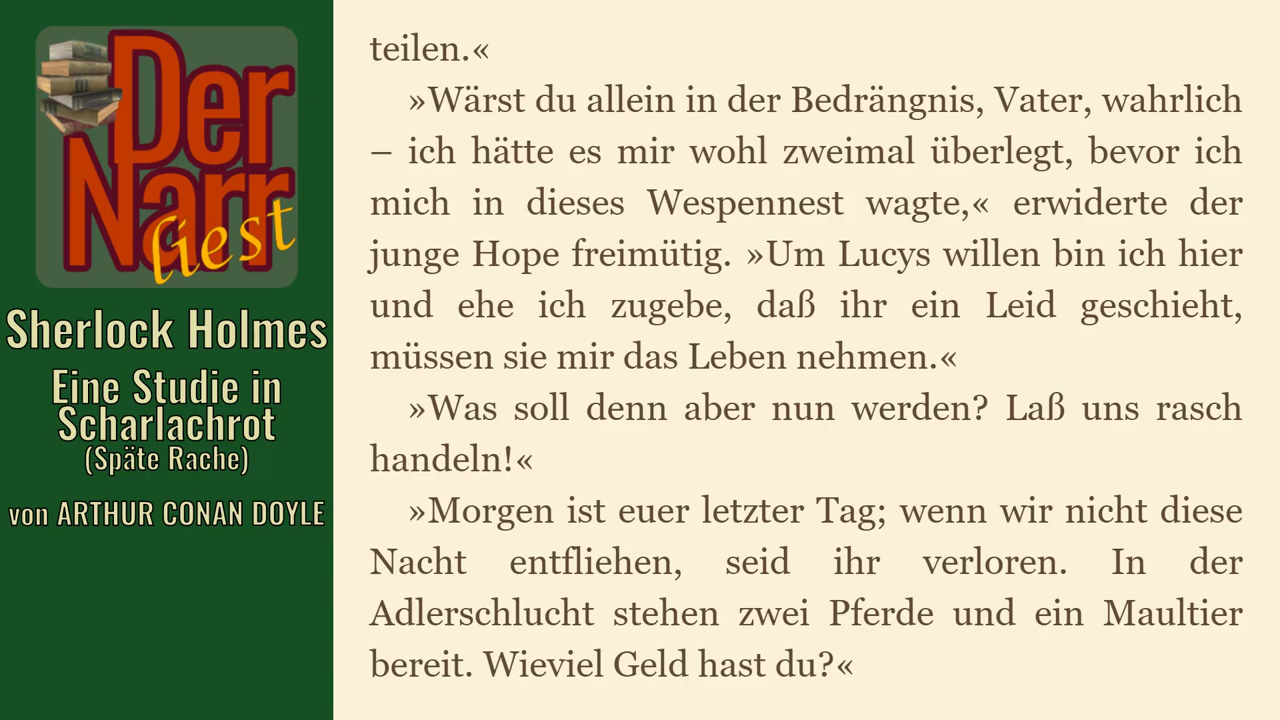 Der
Narr
liest
Sherlock Holmes
Eine Studie in
Scharlachrot
(Späte Rache)
von ARTHUR CONAN DOYLE
teilen.«
»Wärst du allein in der Bedrängnis, Vater, wahrlich
– ich hätte es mir wohl zweimal überlegt, bevor ich
mich in dieses Wespennest wagte,« erwiderte der
junge Hope freimütig. »Um Lucys willen bin ich hier
und ehe ich zugebe, daß ihr ein Leid geschieht,
müssen sie mir das Leben nehmen.«
»Was soll denn aber nun werden? Laß uns rasch
handeln!«
»Morgen ist euer letzter Tag; wenn wir nicht diese
Nacht entfliehen, seid ihr verloren. In der
Adlerschlucht stehen zwei Pferde und ein Maultier
bereit. Wieviel Geld hast du?«